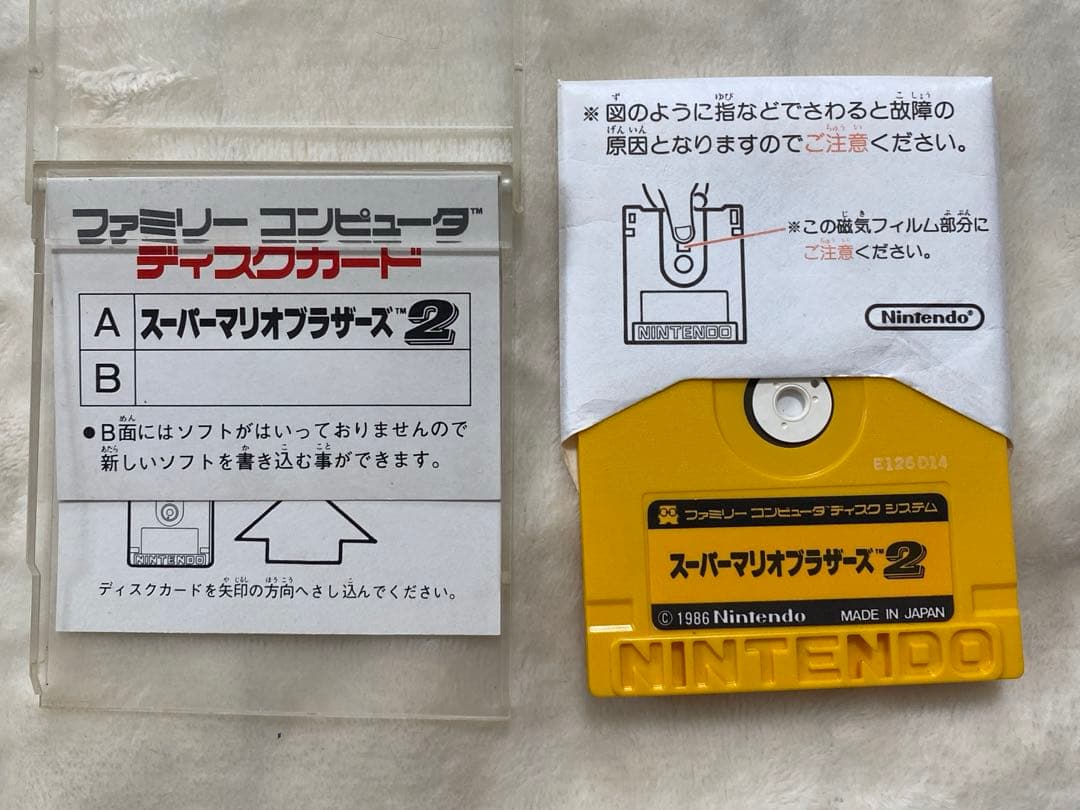 ファミリー コンピュータ™
ディスクカード
A スーパーマリオブラザーズ™2
B
●B面にはソフトがはいっておりませんので
新しいソフトを書き込む事ができます。
NINTENDO
ディスクカードを矢印の方向へさし込んでください。
※図のように指などでさわると故障の
原因となりますのでご注意ください。
※この磁気フィルム部分に
ご注意ください。
NINTENDO
Nintendo®
E126D14
ファミリー コンピュータ™ ディスク システム
スーパーマリオブラザーズ™2
©1986 Nintendo MADE IN JAPAN
NINTENDO